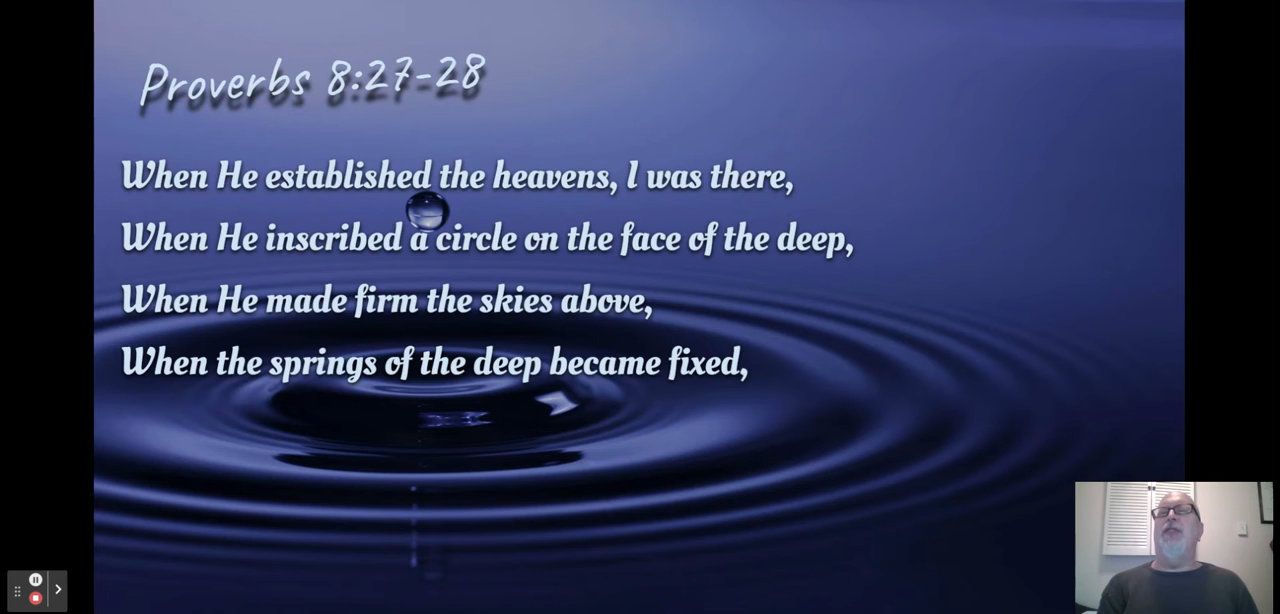 Proverbs 8:27-28
When He established the heavens, I was there,
When He inscribed a circle on the face of the deep,
When He made firm the skies above,
When the springs of the deep became fixed,